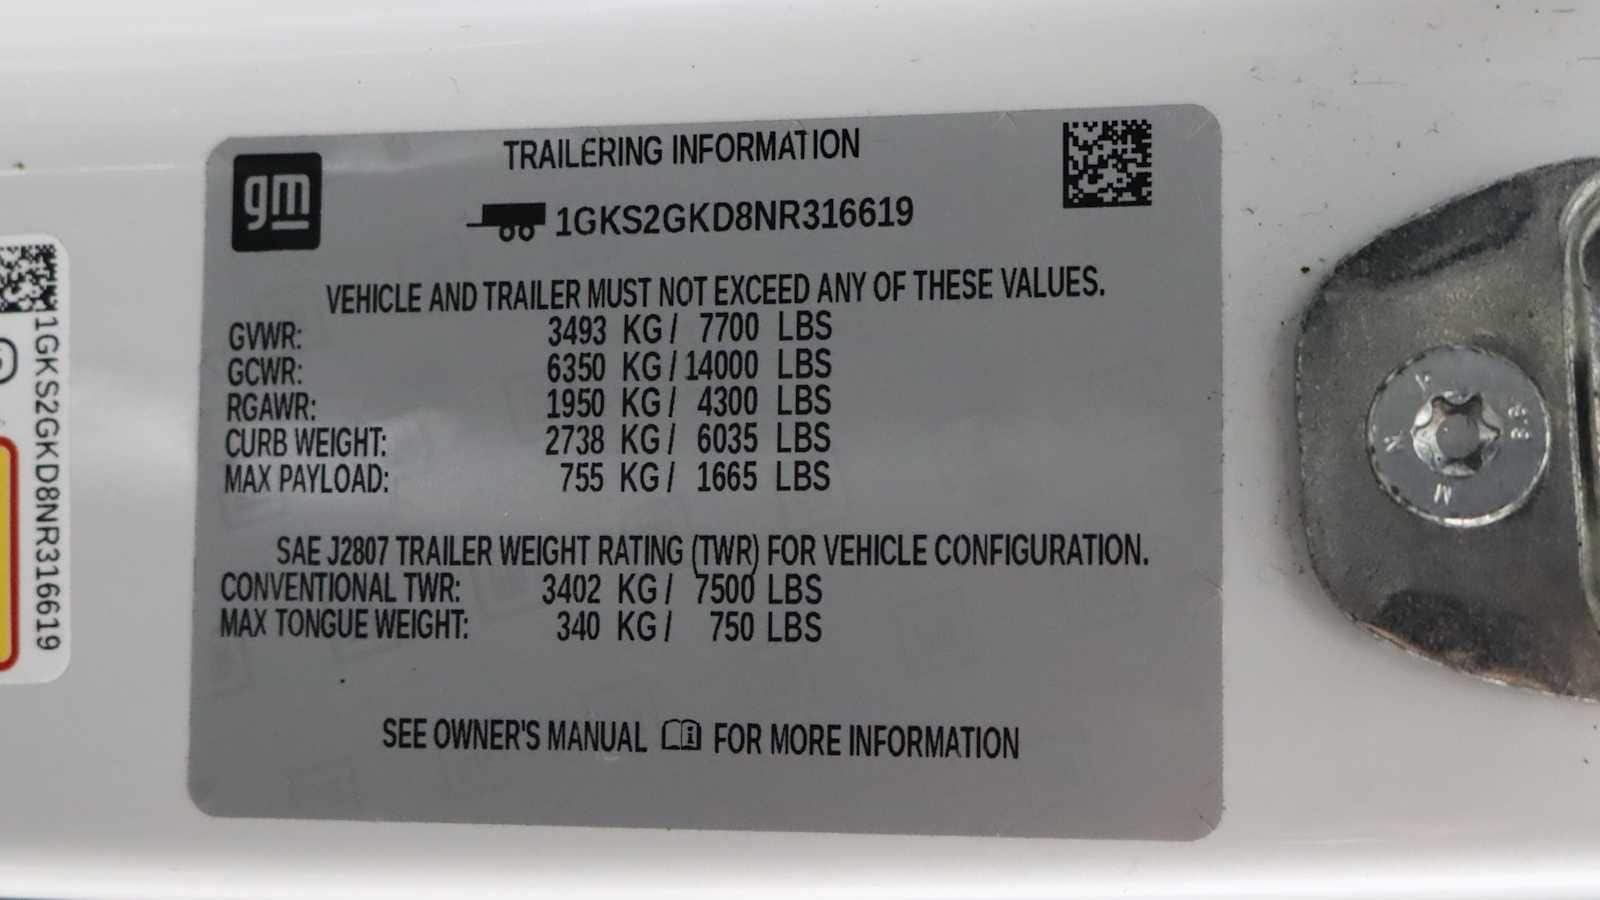 gm
TRAILERING INFORMATION
1GKS2GKD8NR316619
VEHICLE AND TRAILER MUST NOT EXCEED ANY OF THESE VALUES.
GVWR: 3493 KG / 7700 LBS
GCWR: 6350 KG / 14000 LBS
RGAWR: 1950 KG / 4300 LBS
CURB WEIGHT: 2738 KG / 6035 LBS
MAX PAYLOAD: 755 KG / 1665 LBS
SAE J2807 TRAILER WEIGHT RATING (TWR) FOR VEHICLE CONFIGURATION.
CONVENTIONAL TWR: 3402 KG / 7500 LBS
MAX TONGUE WEIGHT: 340 KG / 750 LBS
SEE OWNER'S MANUAL FOR MORE INFORMATION
1GKS2GKD8NR316619